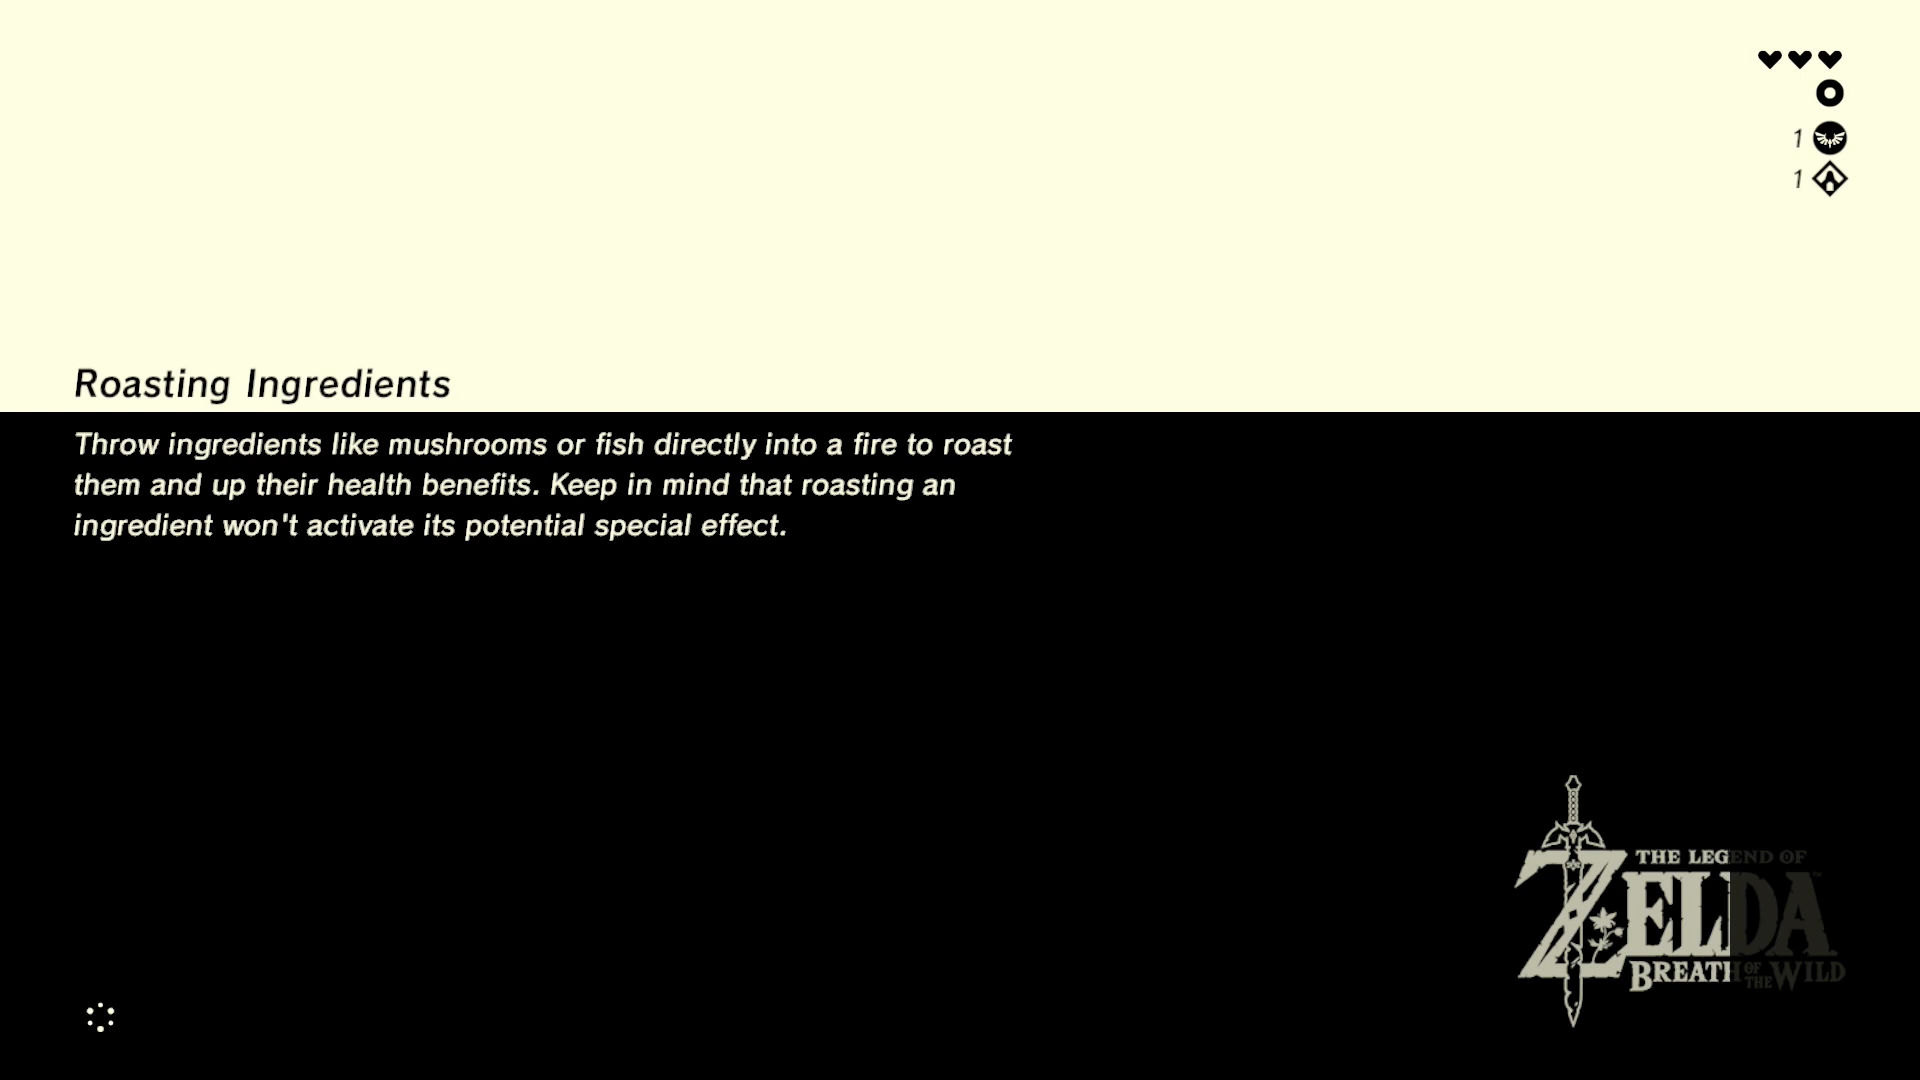 1
1
Roasting Ingredients
Throw ingredients like mushrooms or fish directly into a fire to roast
them and up their health benefits. Keep in mind that roasting an
ingredient won't activate its potential special effect.
THE LEGEND OF
ZELDA™
BREATH OF THE WILD